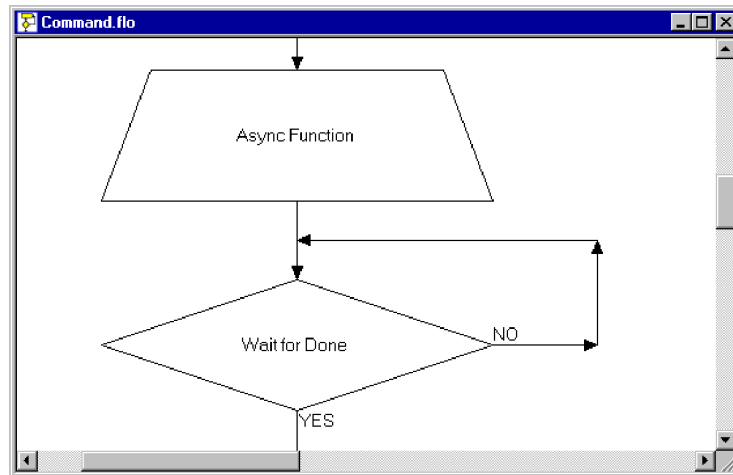 Command.flo
Async Function
Wait for Done
NO
YES